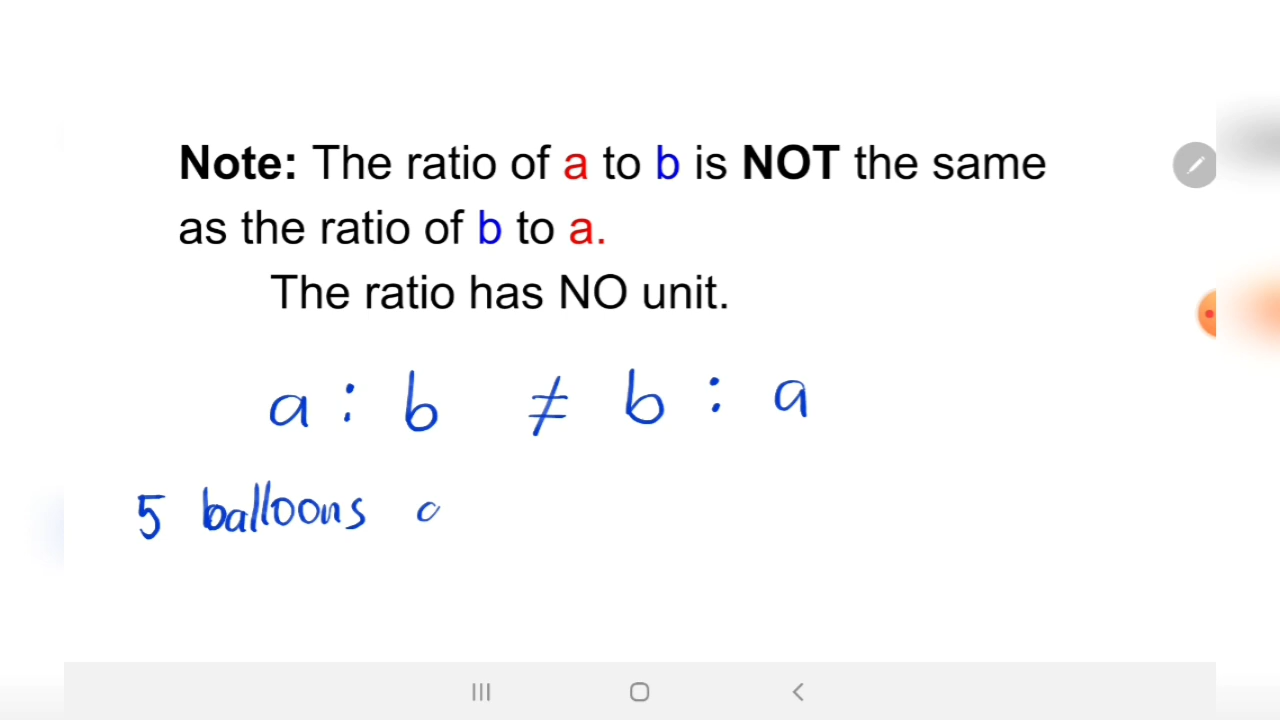 Note: The ratio of a to b is NOT the same
as the ratio of b to a.
The ratio has NO unit.
a : b ≠ b : a
5 balloons